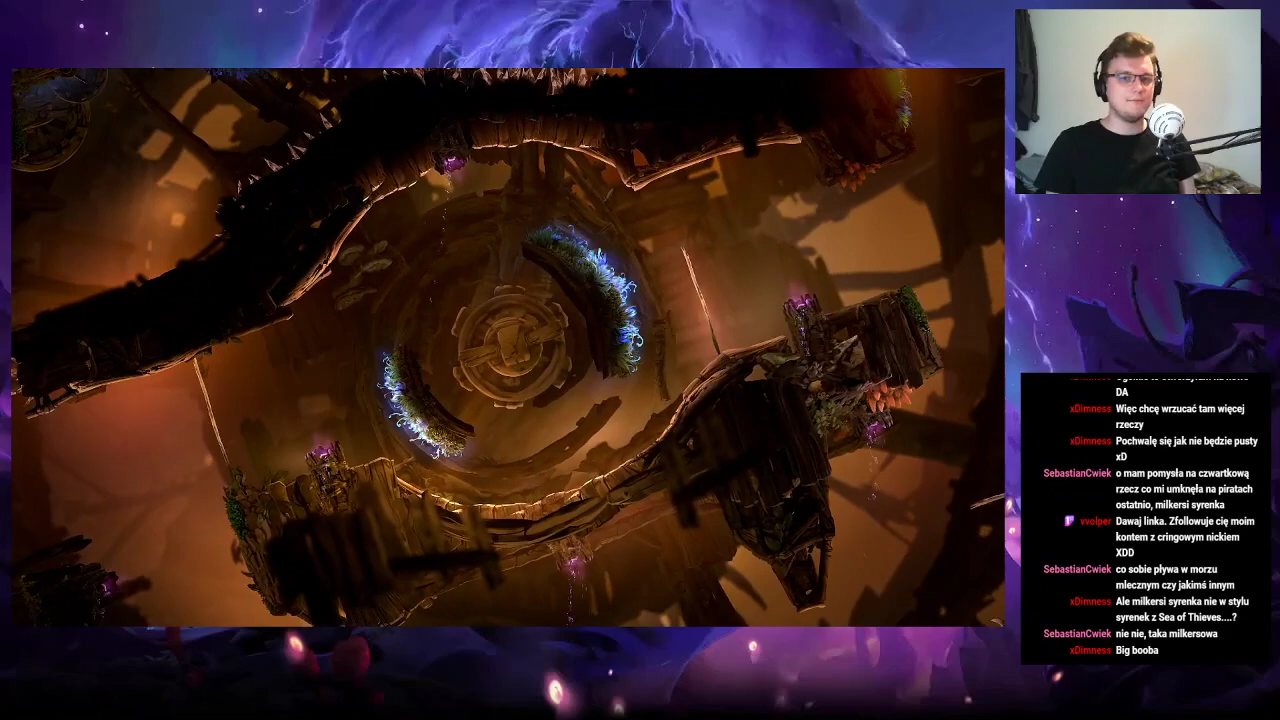 DA
xDimness Więc chcę wrzucać tam więcej
rzeczy
xDimness Pochwalę się jak nie będzie pusty
xD
SebastianCwiek o mam pomysła na czwartkową
rzecz co mi umknęła na piratach
ostatnio, milkersi syrenka
vvolper Dawaj linka. Zfollowuje cię moim
kontem z cringowym nickiem
XDD
SebastianCwiek co sobie pływa w morzu
mlecznym czy jakimś innym
xDimness Ale milkersi syrenka nie w stylu
syrenek z Sea of Thieves....?
SebastianCwiek nie nie, taka milkersowa
xDimness Big booba